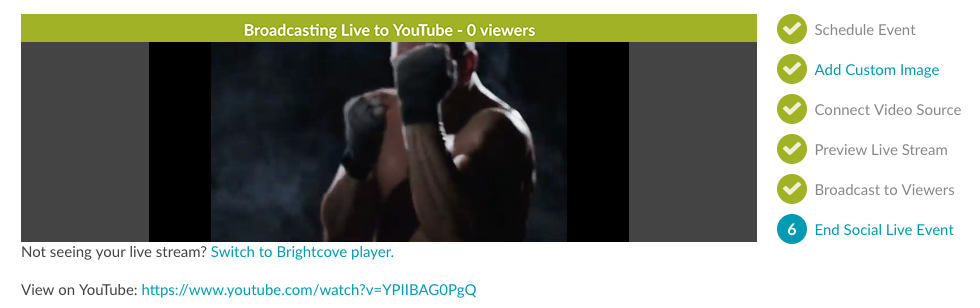 Broadcasting Live to YouTube - 0 viewers
Schedule Event
Add Custom Image
Connect Video Source
Preview Live Stream
Broadcast to Viewers
6 End Social Live Event
Not seeing your live stream? Switch to Brightcove player.
View on YouTube: https://www.youtube.com/watch?v=YPIIBAG0PgQ